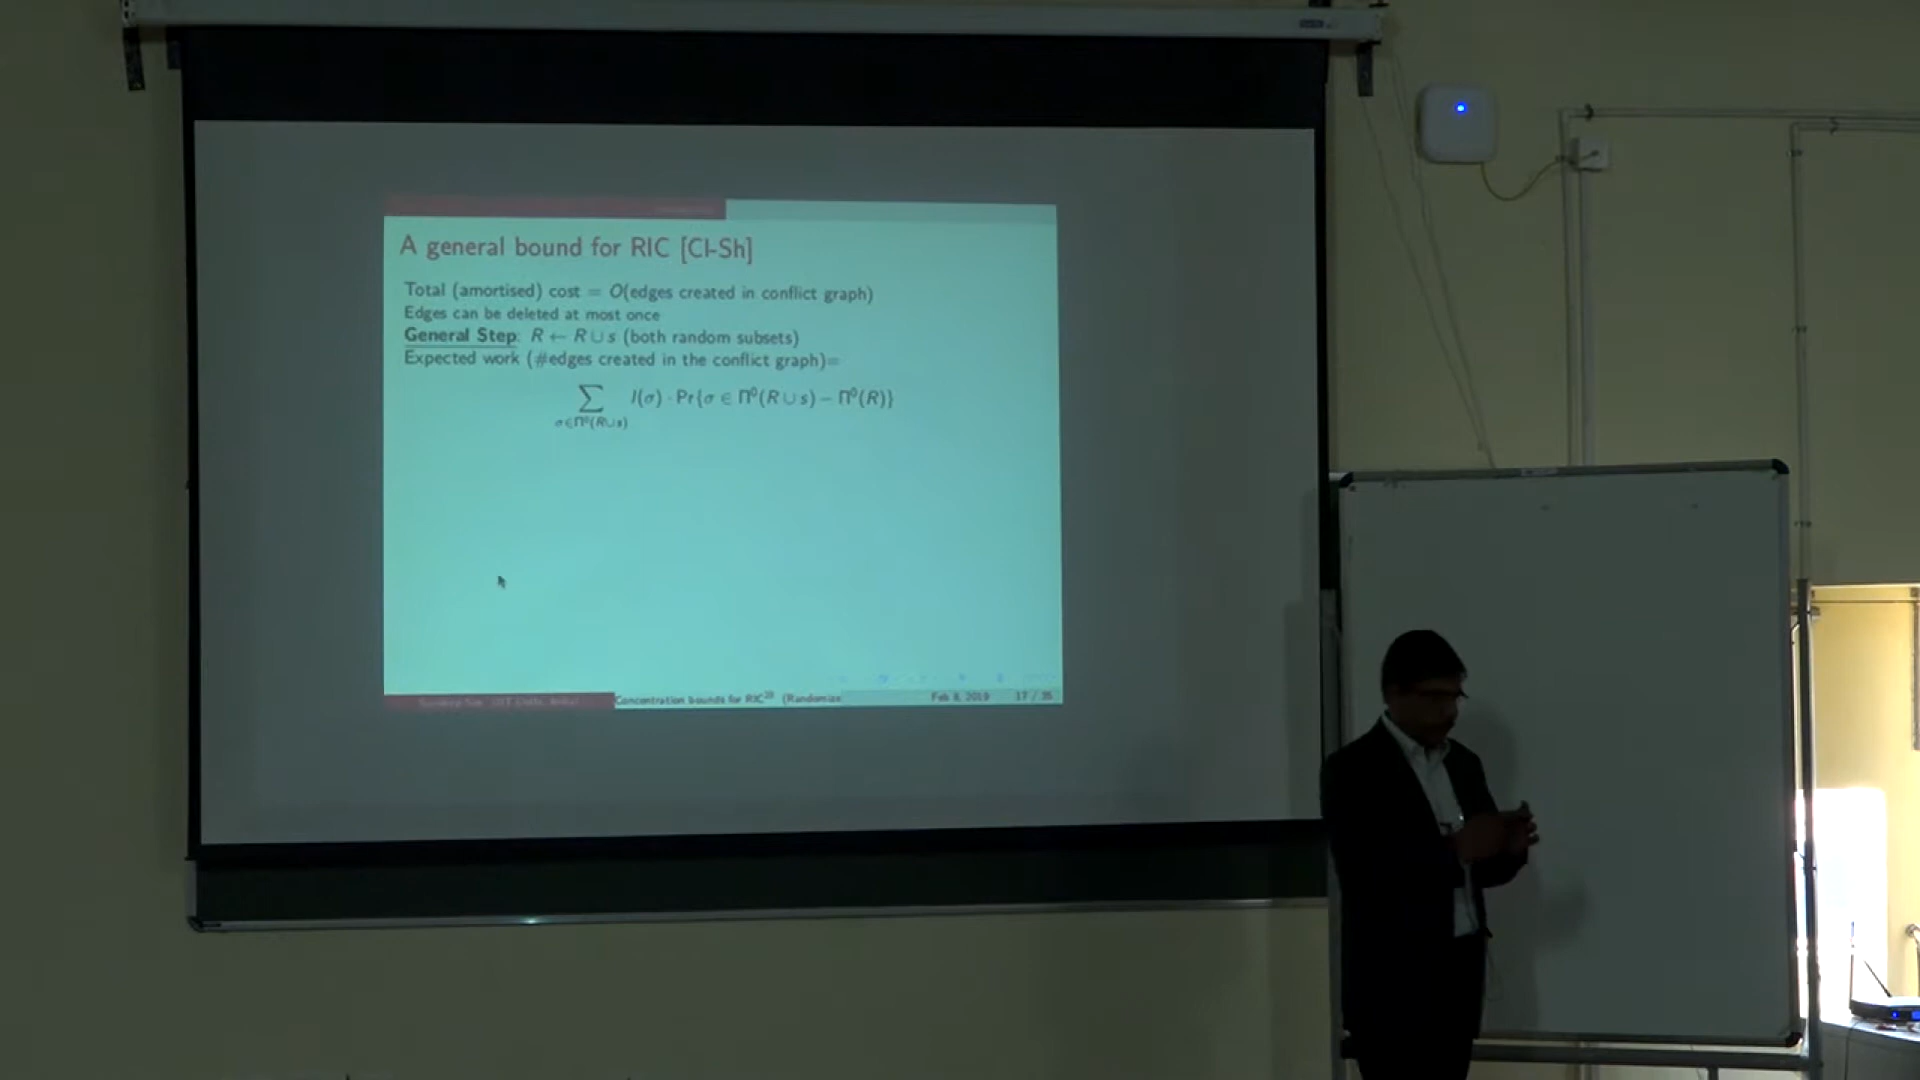 A general bound for RIC [Cl-Sh]
Total (amortised) cost = O(edges created in conflict graph)
Edges can be deleted at most once
General Step: R ← R ∪ s (both random subsets)
Expected work (#edges created in the conflict graph)=
∑ l(σ) · Pr{σ ∈ Π⁰(R ∪ s) − Π⁰(R)}
σ∈Π⁰(R∪s)
Concentration bounds for RIC²⁰ (Randomize Feb 8, 2019 17 / 35